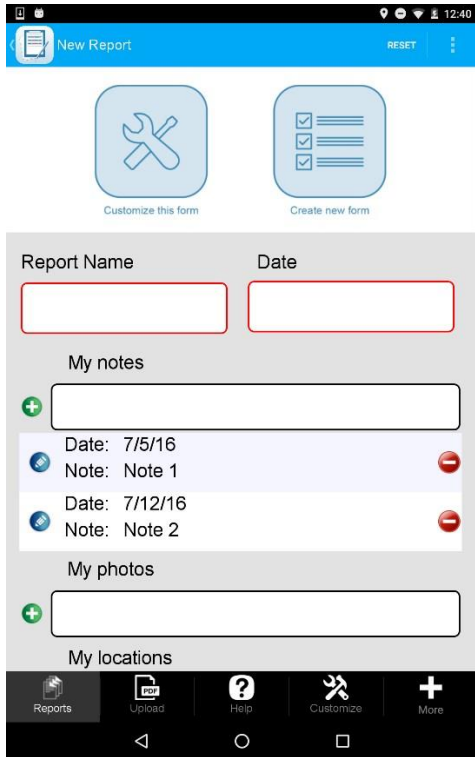 12:40
New Report
RESET
Customize this form
Create new form
Report Name
Date
My notes
Date: 7/5/16
Note: Note 1
Date: 7/12/16
Note: Note 2
My photos
My locations
PDF
Reports
Upload
Help
Customize
More